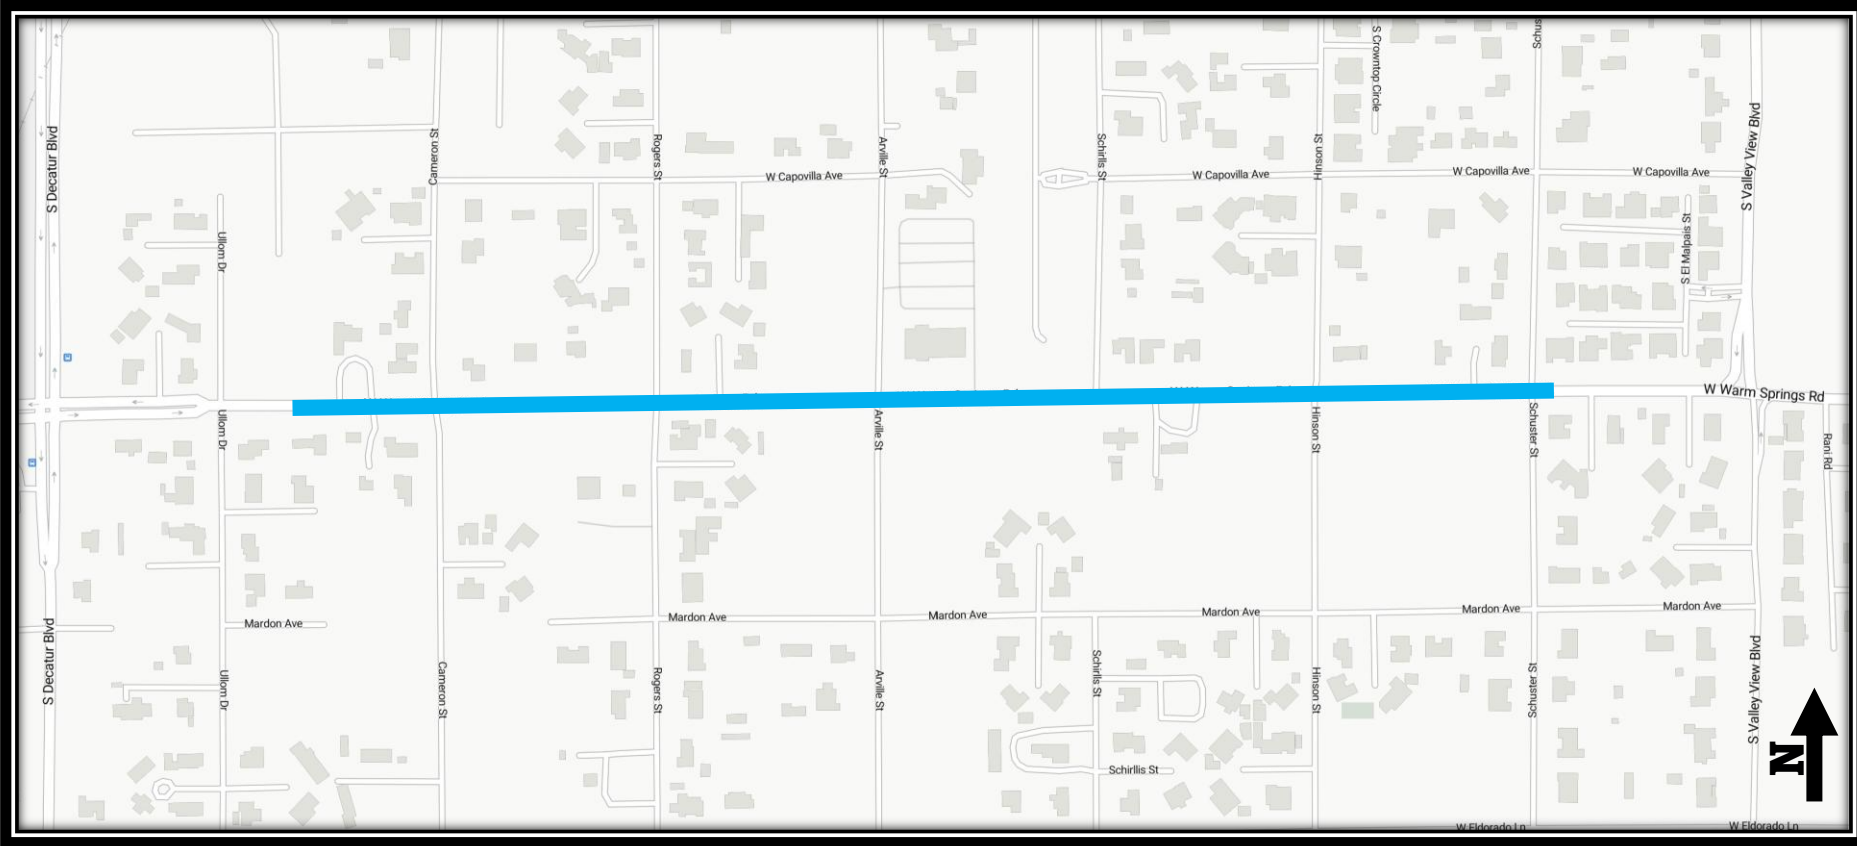 S Decatur Blvd
Cameron St
Rogers St
Arville St
Schirlls St
Hinson St
S Crowntop Circle
S Valley View Blvd
W Capovilla Ave
W Capovilla Ave
W Capovilla Ave
W Capovilla Ave
Ullom Dr
S El Malpais St
W Warm Springs Rd
Ullom Dr
Arville St
Hinson St
Schuster St
Rani Rd
Mardon Ave
Mardon Ave
Mardon Ave
Mardon Ave
Mardon Ave
Mardon Ave
S Decatur Blvd
Ullom Dr
Cameron St
Rogers St
Arville St
Schirlls St
Hinson St
Schuster St
S Valley View Blvd
Schirllis St
N
W Eldorado Ln
W Eldorado Ln